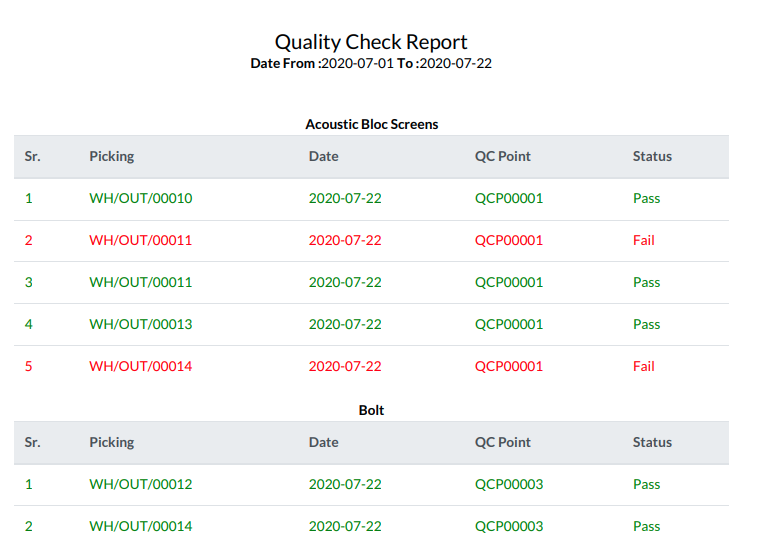 Quality Check Report
Date From :2020-07-01 To :2020-07-22
Acoustic Bloc Screens
Sr. Picking Date QC Point Status
1 WH/OUT/00010 2020-07-22 QCP00001 Pass
2 WH/OUT/00011 2020-07-22 QCP00001 Fail
3 WH/OUT/00011 2020-07-22 QCP00001 Pass
4 WH/OUT/00013 2020-07-22 QCP00001 Pass
5 WH/OUT/00014 2020-07-22 QCP00001 Fail
Bolt
Sr. Picking Date QC Point Status
1 WH/OUT/00012 2020-07-22 QCP00003 Pass
2 WH/OUT/00014 2020-07-22 QCP00003 Pass